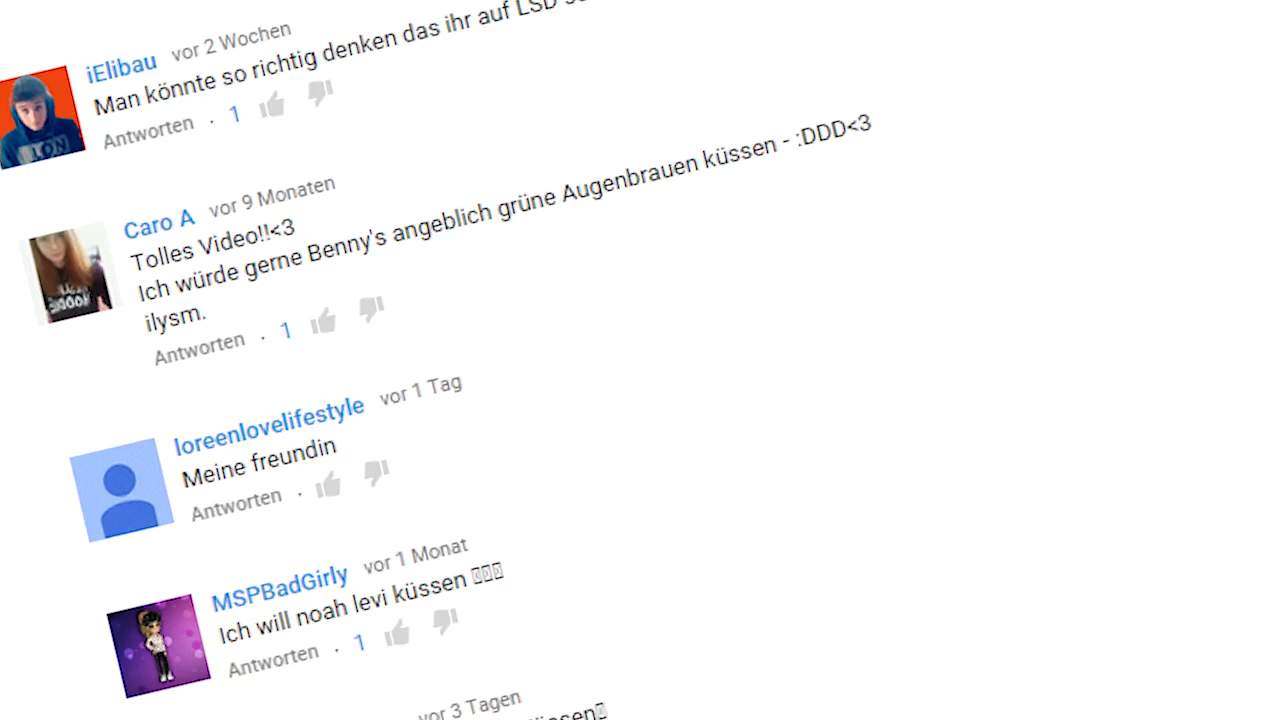 iElibau vor 2 Wochen
Man könnte so richtig denken das ihr auf LSD
Antworten · 1
Caro A vor 9 Monaten
Tolles Video!!<3
Ich würde gerne Benny's angeblich grüne Augenbrauen küssen - :DDD<3
ilysm.
Antworten · 1
loreenlovelifestyle vor 1 Tag
Meine freundin
Antworten ·
MSPBadGirly vor 1 Monat
Ich will noah levi küssen
Antworten · 1
vor 3 Tagen